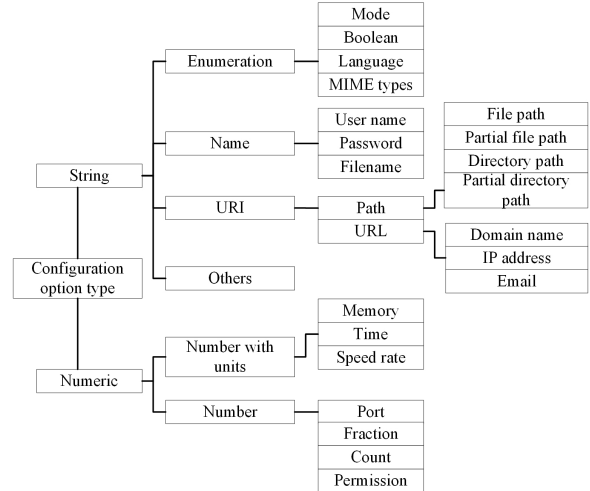 Mode
Boolean
Enumeration
Language
MIME types
User name
Name
Password
Filename
File path
Partial file path
Directory path
Partial directory
path
String
URI
Path
URL
Domain name
IP address
Email
Configuration
option type
Others
Memory
Number with
units
Time
Speed rate
Numeric
Number
Port
Fraction
Count
Permission